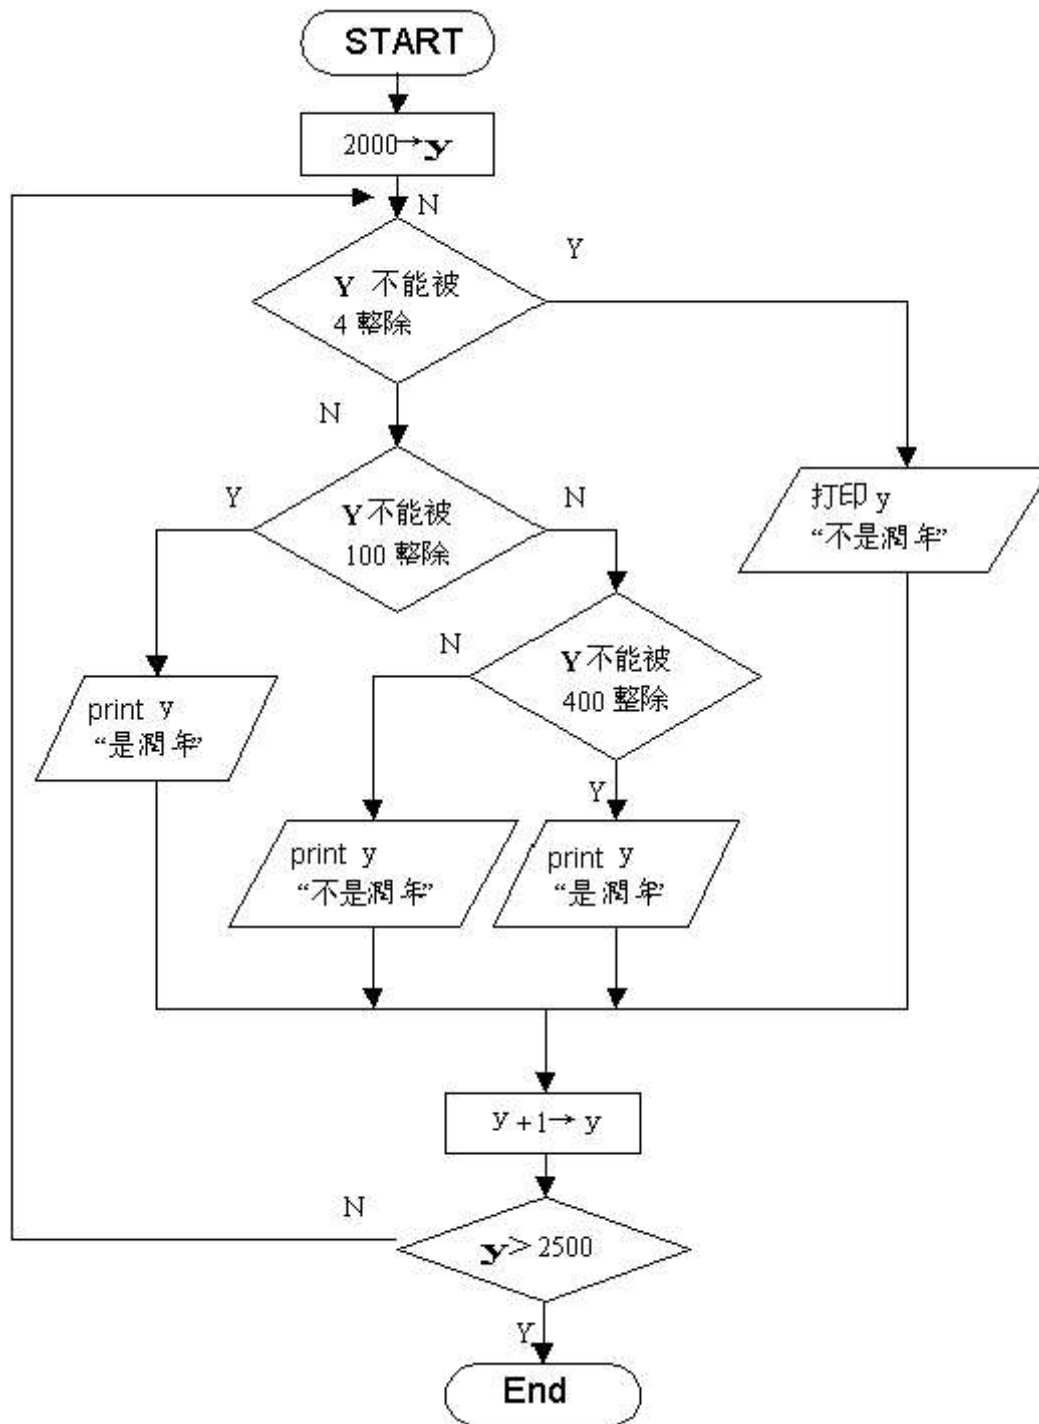 START
2000→y
N
Y
Y 不能被
4 整除
N
Y
Y不能被
100 整除
N
打印 y
“不是潤年”
N
Y不能被
400 整除
print y
“是潤年”
Y
print y
“不是潤年”
print y
“是潤年”
y +1→ y
N
y> 2500
Y
End